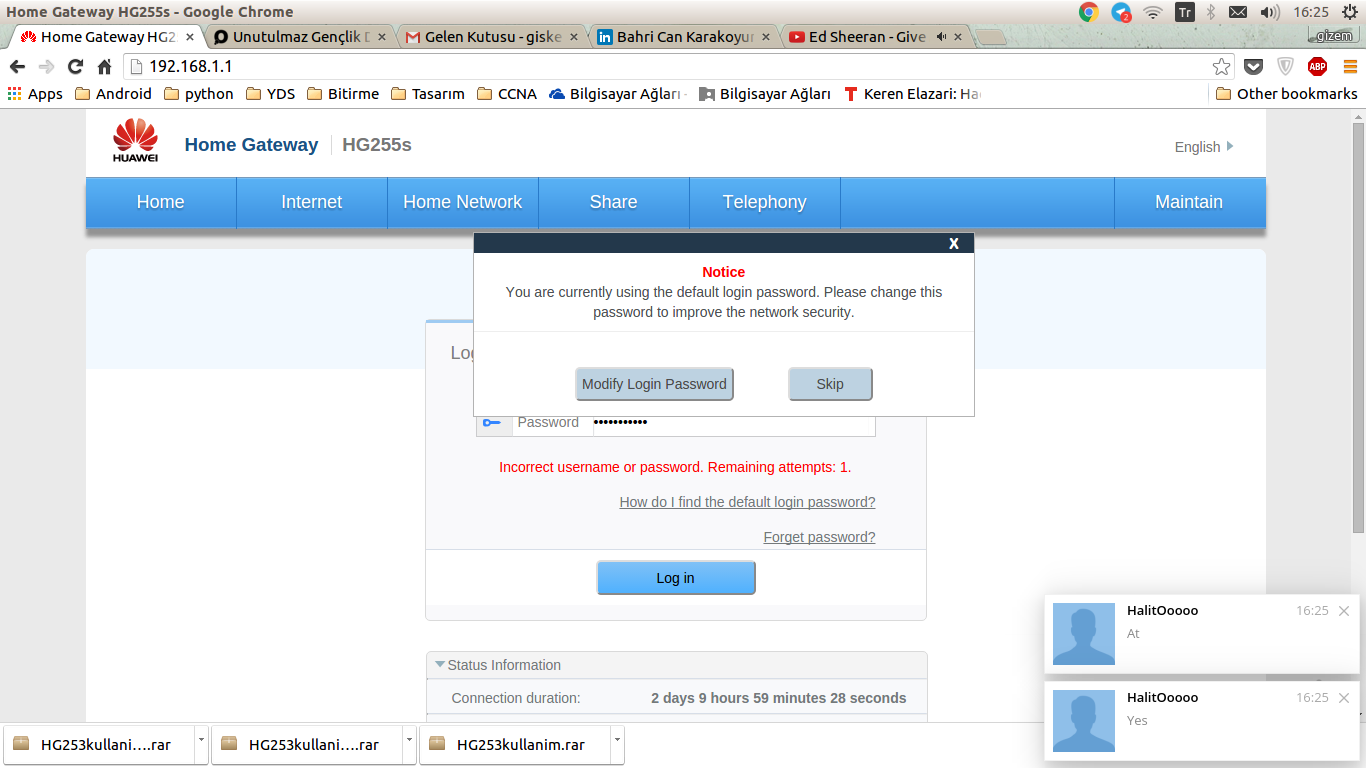 Home Gateway HG255s - Google Chrome
2
Tr
16:25
Home Gateway HG2
Unutulmaz Gençlik
Gelen Kutusu - giske
Bahri Can Karakoyu
Ed Sheeran - Give
gizem
192.168.1.1
ABP
Apps
Android
python
YDS
Bitirme
Tasarım
CCNA
Bilgisayar Ağları
Bilgisayar Ağları
Keren Elazari: Ha
Other bookmarks
HUAWEI
Home Gateway
HG255s
English
Home
Internet
Home Network
Share
Telephony
Maintain
X
Notice
You are currently using the default login password. Please change this
password to improve the network security.
Log
Modify Login Password
Skip
Password
•••••••••••
Incorrect username or password. Remaining attempts: 1.
How do I find the default login password?
Forget password?
Log in
HalitOoooo
16:25
At
Status Information
Connection duration:
2 days 9 hours 59 minutes 28 seconds
HalitOoooo
16:25
Yes
HG253kullani....rar
HG253kullani....rar
HG253kullanim.rar